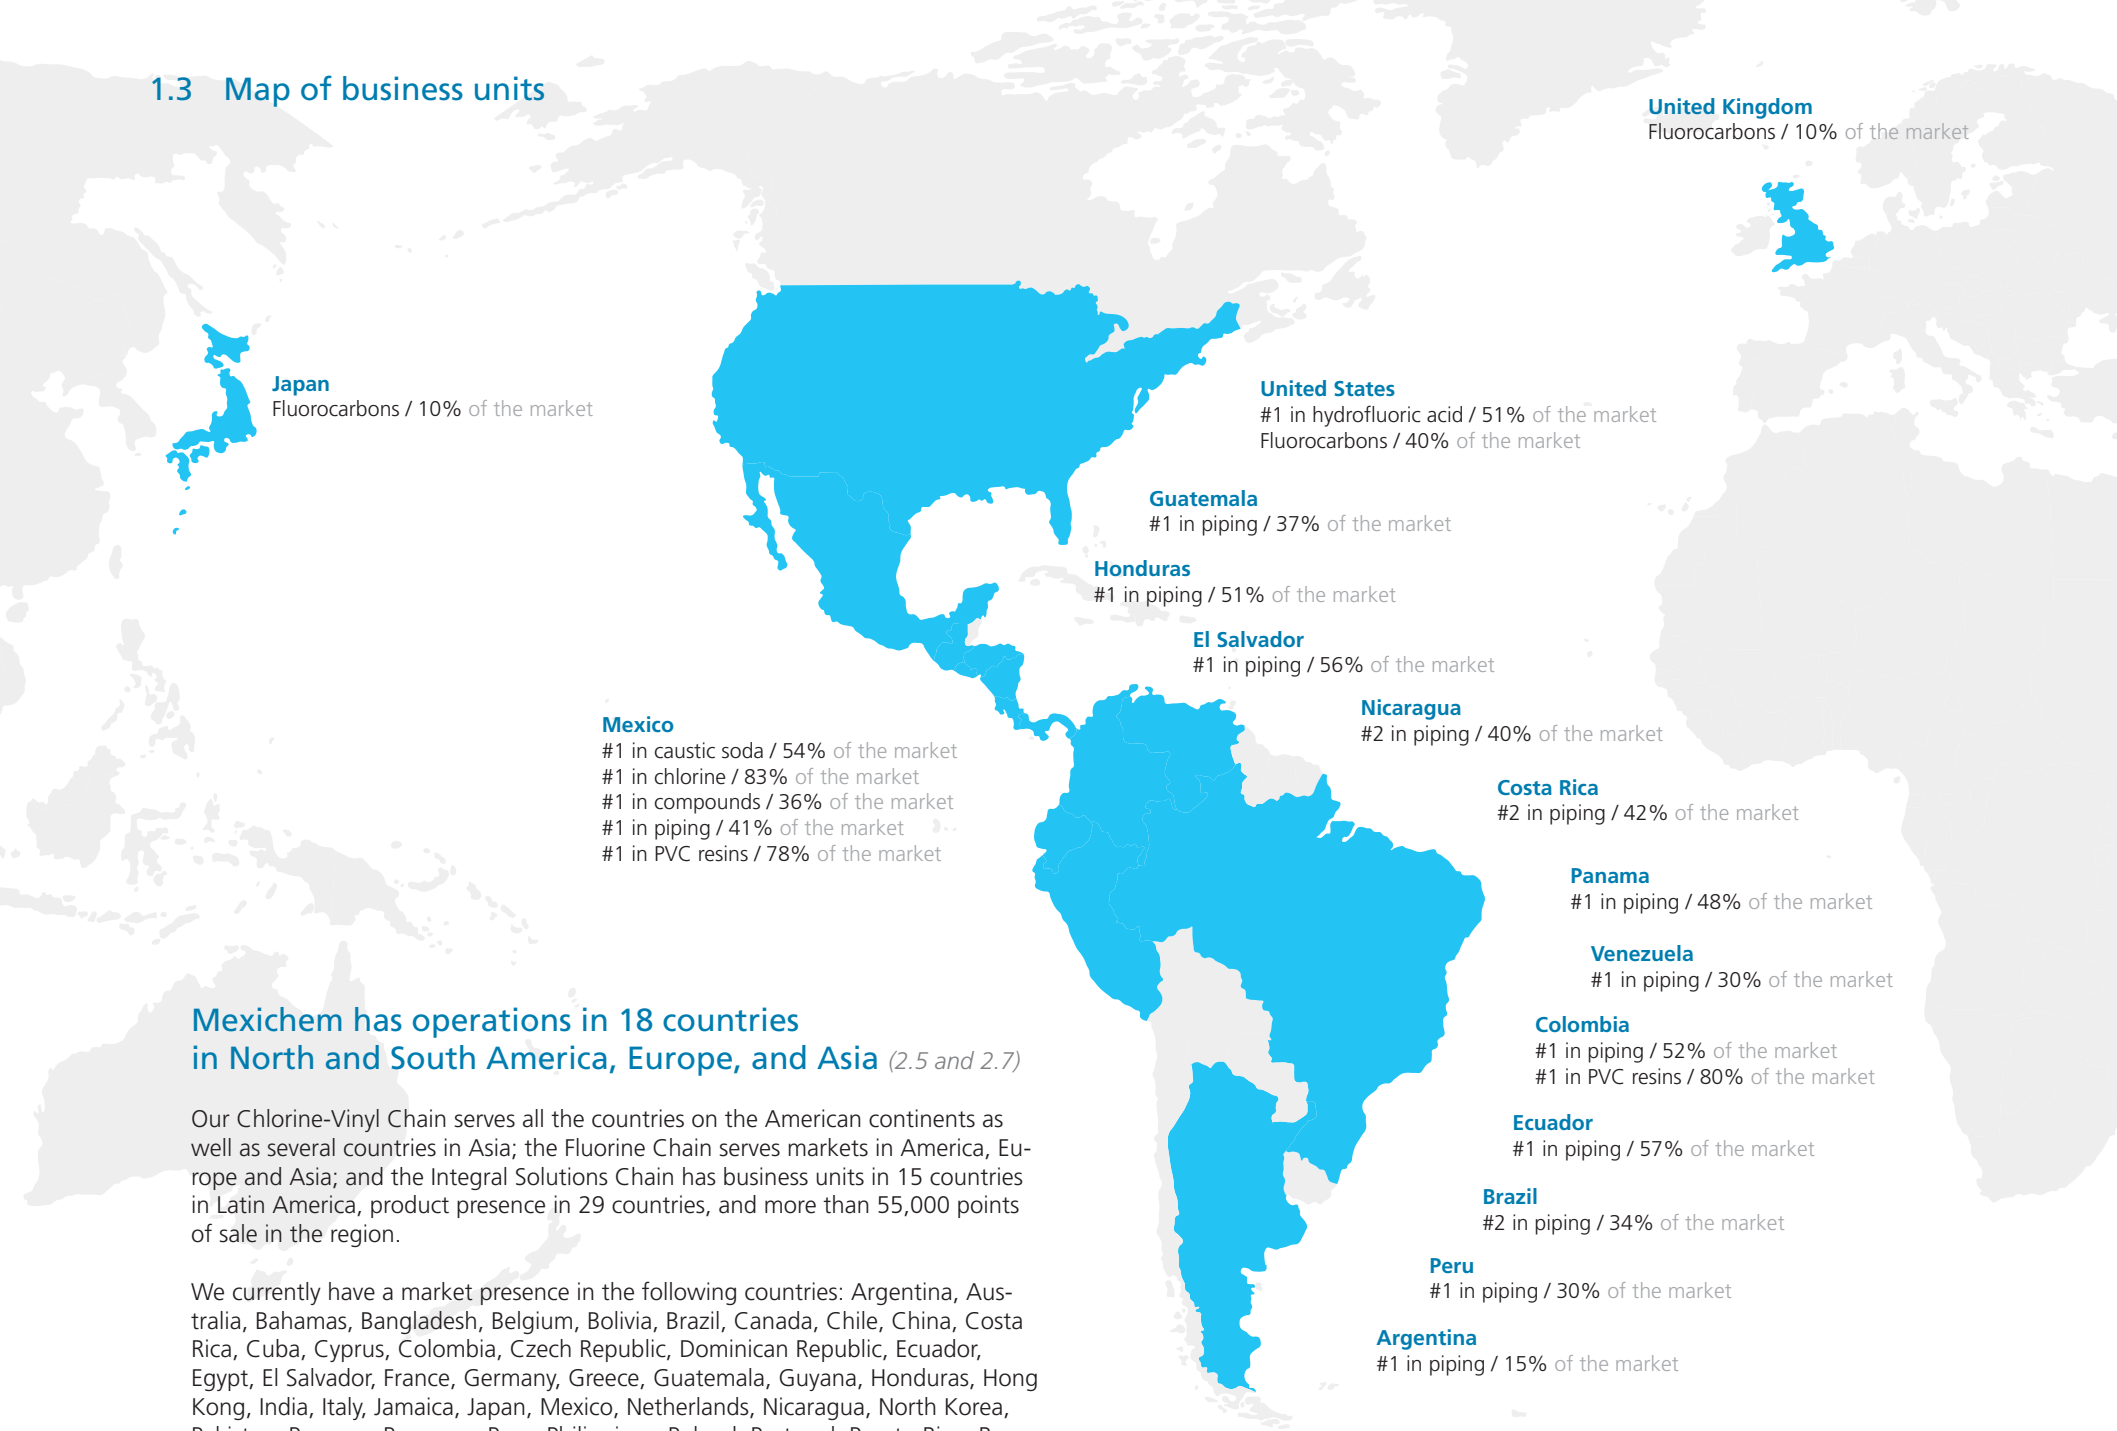 1.3 Map of business units
United Kingdom
Fluorocarbons / 10% of the market
Japan
Fluorocarbons / 10% of the market
United States
#1 in hydrofluoric acid / 51% of the market
Fluorocarbons / 40% of the market
Guatemala
#1 in piping / 37% of the market
Honduras
#1 in piping / 51% of the market
El Salvador
#1 in piping / 56% of the market
Nicaragua
#2 in piping / 40% of the market
Mexico
#1 in caustic soda / 54% of the market
#1 in chlorine / 83% of the market
#1 in compounds / 36% of the market
#1 in piping / 41% of the market
#1 in PVC resins / 78% of the market
Costa Rica
#2 in piping / 42% of the market
Panama
#1 in piping / 48% of the market
Venezuela
#1 in piping / 30% of the market
Colombia
#1 in piping / 52% of the market
#1 in PVC resins / 80% of the market
Ecuador
#1 in piping / 57% of the market
Brazil
#2 in piping / 34% of the market
Peru
#1 in piping / 30% of the market
Argentina
#1 in piping / 15% of the market
Mexichem has operations in 18 countries
in North and South America, Europe, and Asia (2.5 and 2.7)
Our Chlorine-Vinyl Chain serves all the countries on the American continents as
well as several countries in Asia; the Fluorine Chain serves markets in America, Eu-
rope and Asia; and the Integral Solutions Chain has business units in 15 countries
in Latin America, product presence in 29 countries, and more than 55,000 points
of sale in the region.
We currently have a market presence in the following countries: Argentina, Aus-
tralia, Bahamas, Bangladesh, Belgium, Bolivia, Brazil, Canada, Chile, China, Costa
Rica, Cuba, Cyprus, Colombia, Czech Republic, Dominican Republic, Ecuador,
Egypt, El Salvador, France, Germany, Greece, Guatemala, Guyana, Honduras, Hong
Kong, India, Italy, Jamaica, Japan, Mexico, Netherlands, Nicaragua, North Korea,